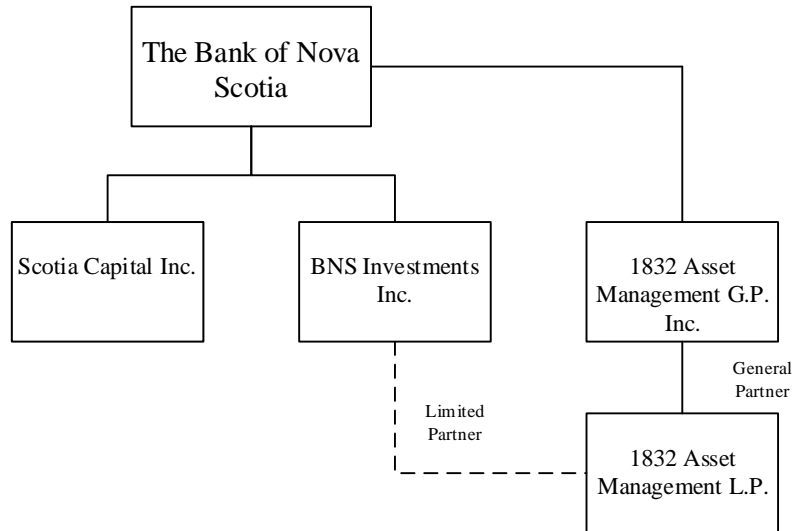 The Bank of Nova
Scotia
Scotia Capital Inc.
BNS Investments
Inc.
1832 Asset
Management G.P.
Inc.
General
Partner
Limited
Partner
1832 Asset
Management L.P.